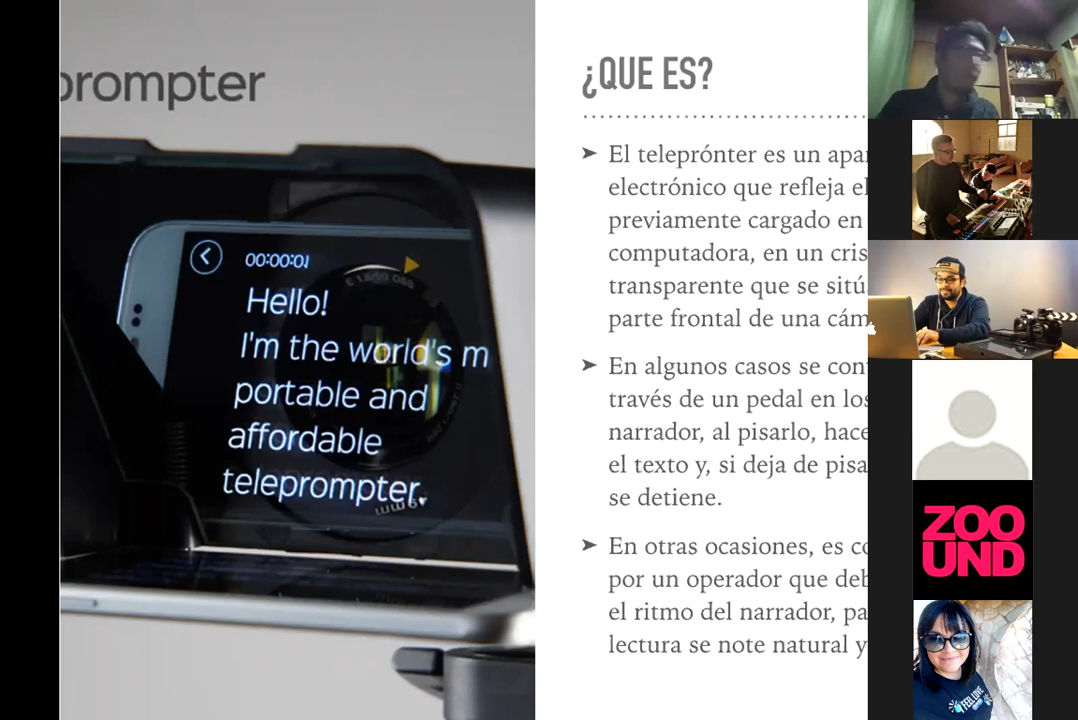 prompter
00:00:01
Hello!
I'm the world's m
portable and
affordable
teleprompter.
¿QUE ES?
El teleprónter es un apar
electrónico que refleja el
previamente cargado en
computadora, en un cris
transparente que se sitú
parte frontal de una cám
En algunos casos se con
través de un pedal en los
narrador, al pisarlo, hace
el texto y, si deja de pisa
se detiene.
En otras ocasiones, es co
por un operador que deb
el ritmo del narrador, pa
lectura se note natural y
ZOO
UND
I FEEL LOVE